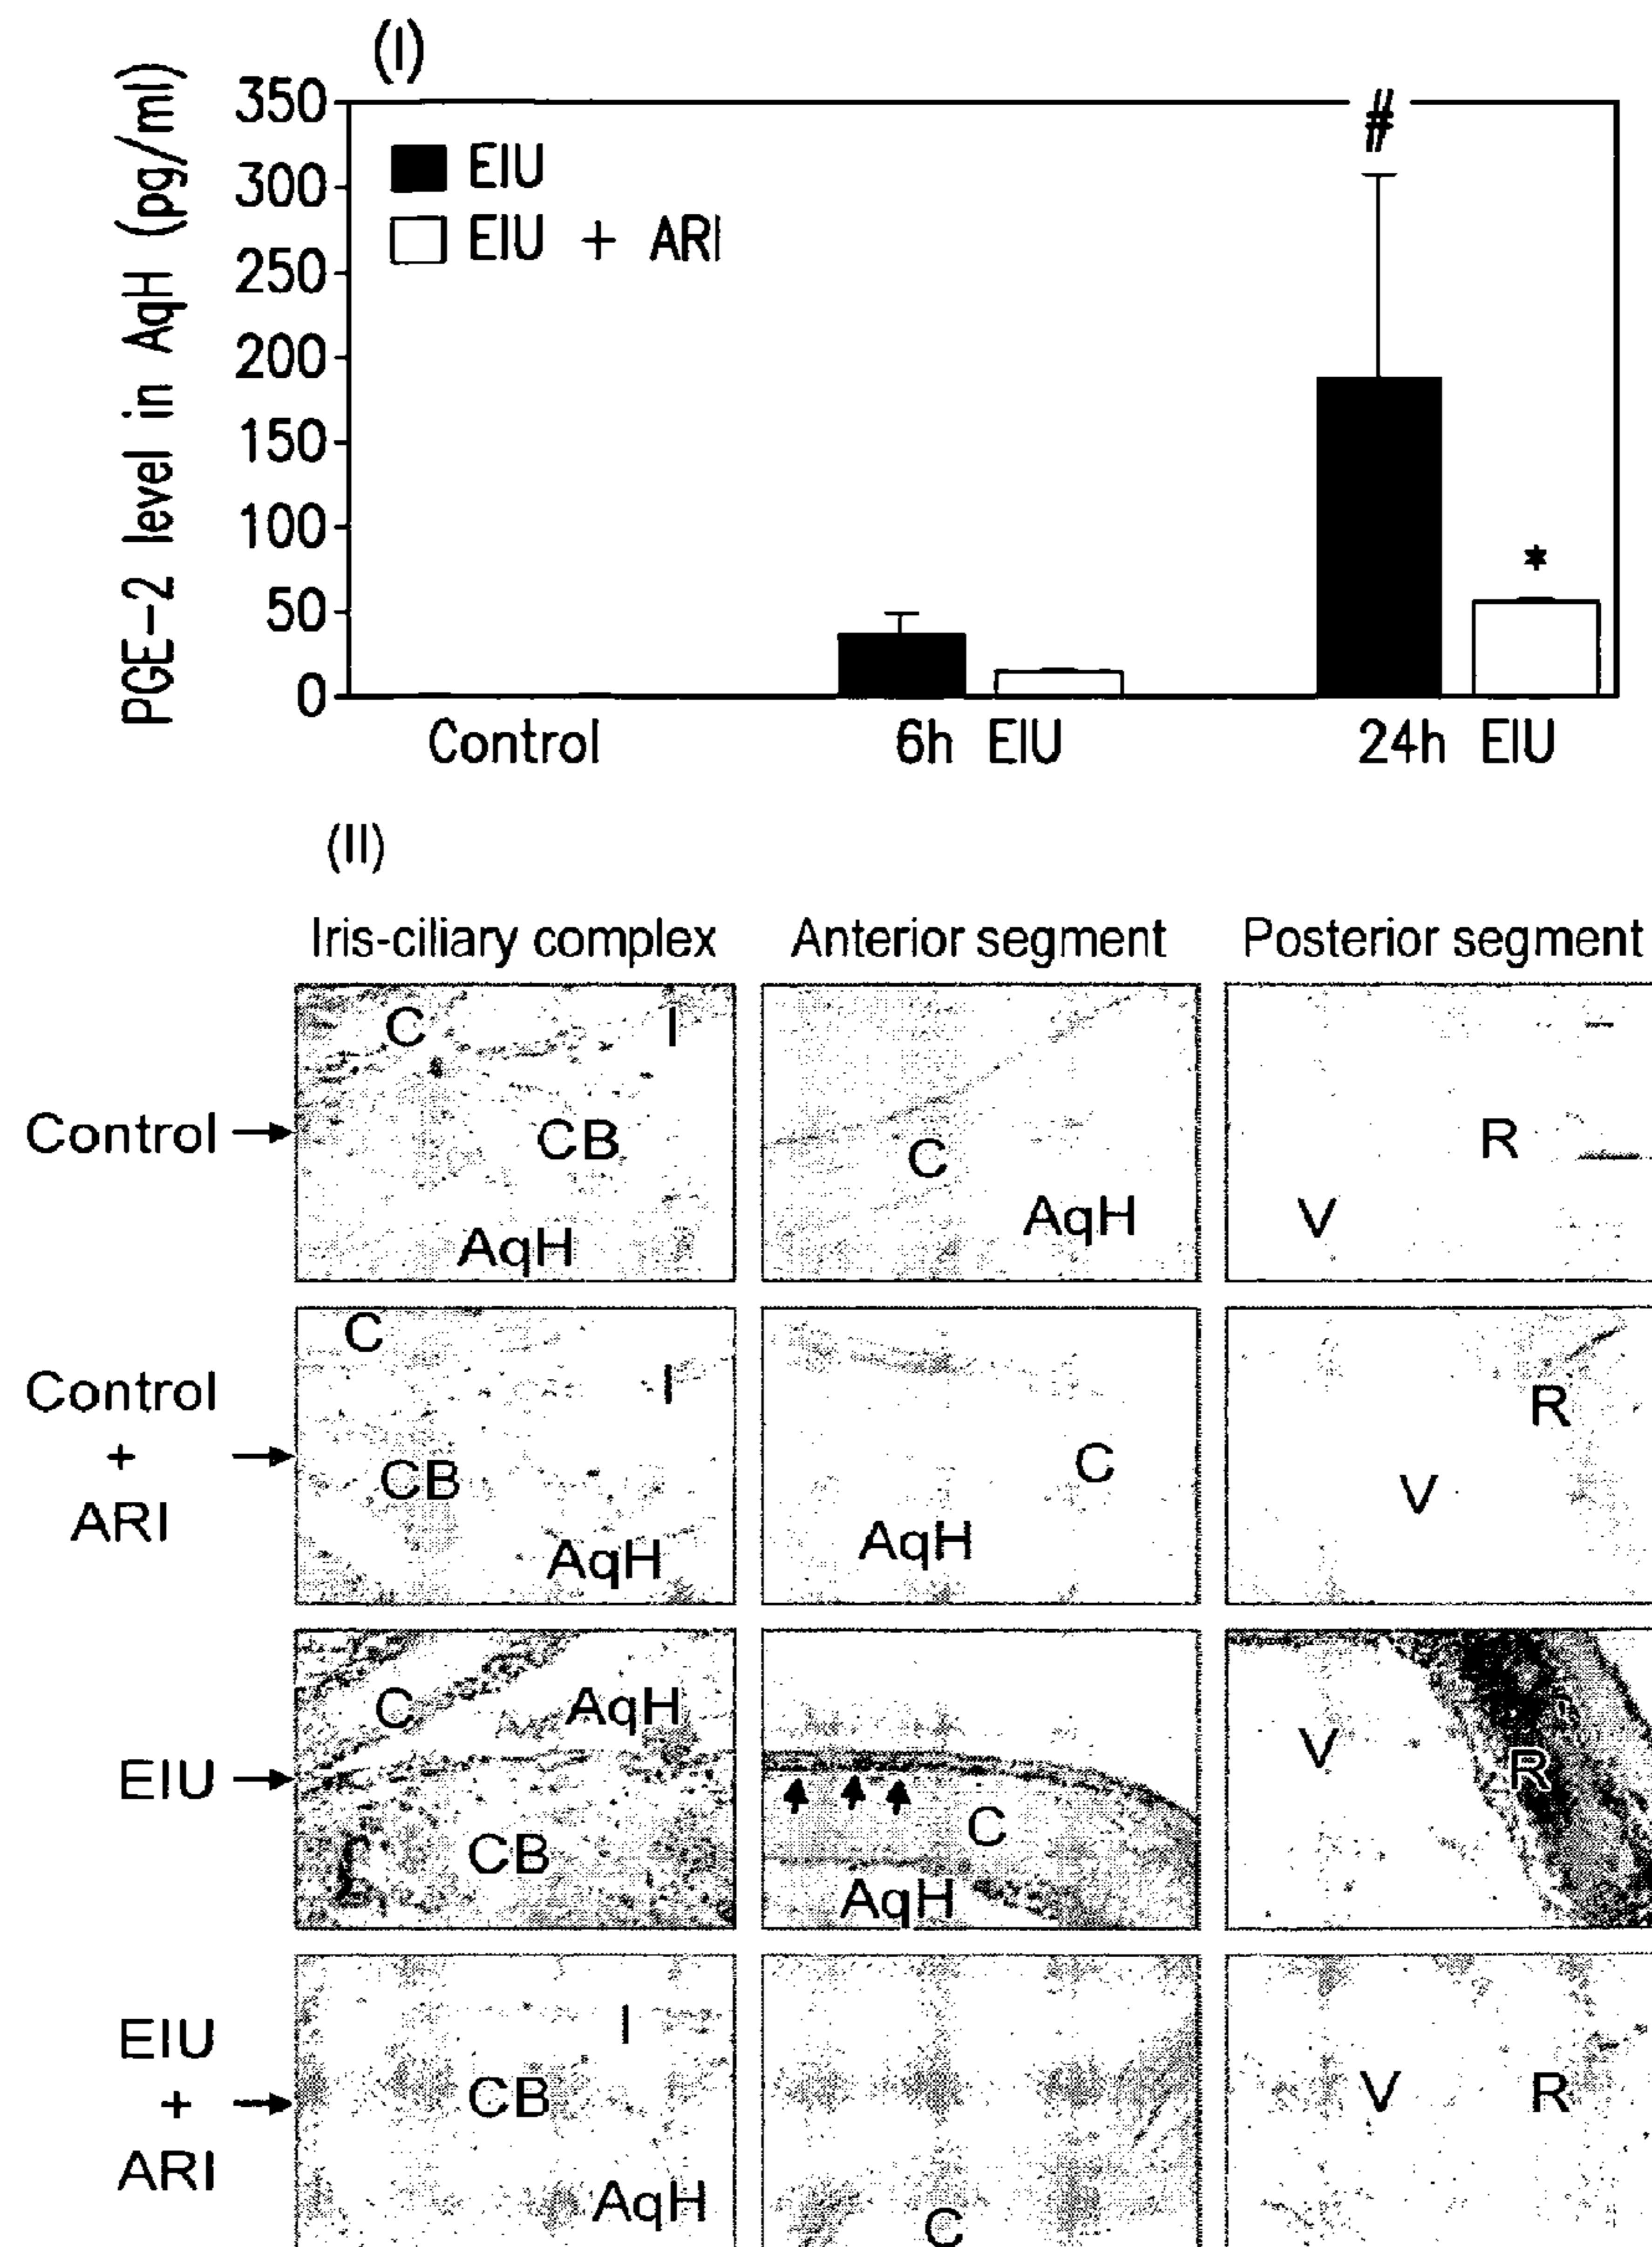 (I)
PGE-2 level in AqH (pg/ml)
350
300
250
200
150
100
50
0
EIU
EIU + ARI
#
*
Control 6h EIU 24h EIU
(II)
Iris-ciliary complex Anterior segment Posterior segment
Control
C I CB AqH
C AqH
R V
Control
+
ARI
C I CB AqH
C AqH
R V
EIU
C AqH CB
C AqH
V R
EIU
+
ARI
I CB AqH
C
V R